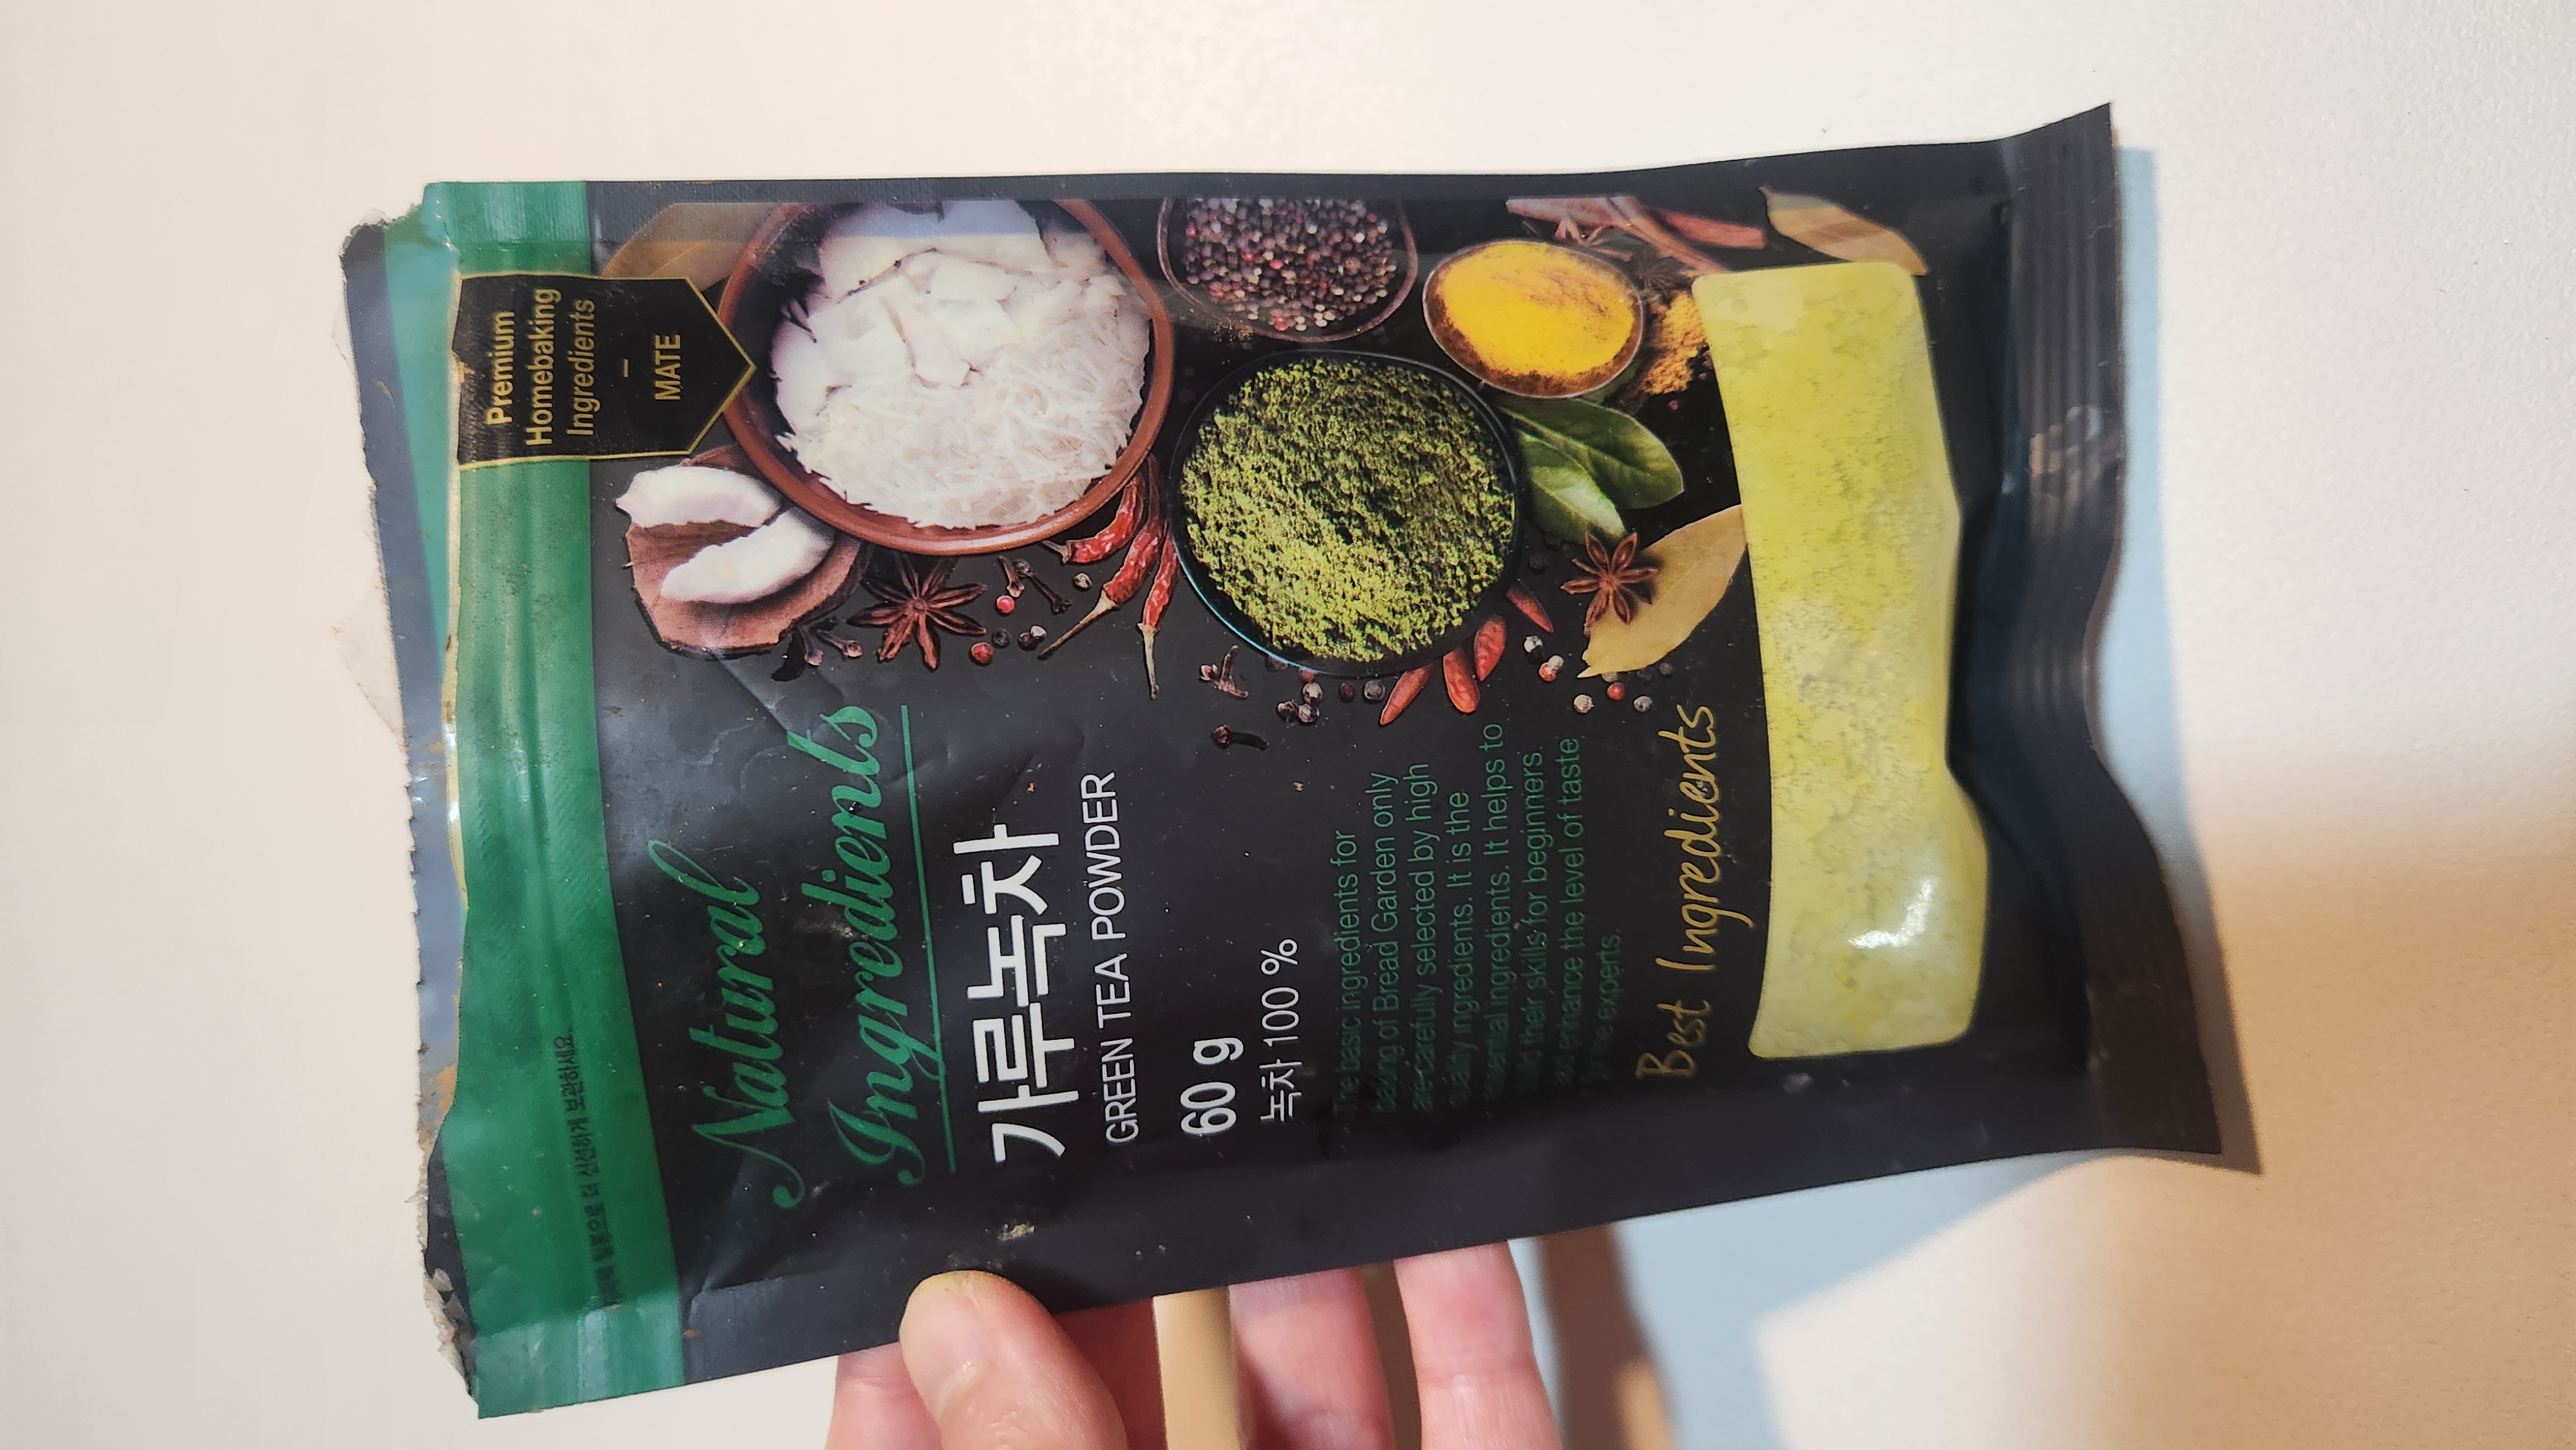 Premium
Homebaking
Ingredients
–
MATE
더 신선하게 보관하세요.
Natural
Ingredients
가루녹차
GREEN TEA POWDER
60 g
녹차 100 %
The basic ingredients for
baking of Bread Garden only
are carefully selected by high
quality ingredients. It is the
essential ingredients. It helps to
their skills for beginners
and enhance the level of taste
the experts.
Best Ingredients